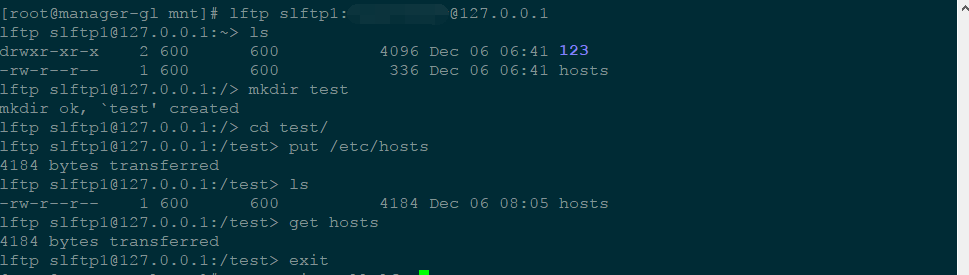 [root@manager-gl mnt]# lftp slftp1: @127.0.0.1
lftp slftp1@127.0.0.1:~> ls
drwxr-xr-x    2 600      600          4096 Dec 06 06:41 123
-rw-r--r--    1 600      600           336 Dec 06 06:41 hosts
lftp slftp1@127.0.0.1:/> mkdir test
mkdir ok, `test' created
lftp slftp1@127.0.0.1:/> cd test/
lftp slftp1@127.0.0.1:/test> put /etc/hosts
4184 bytes transferred
lftp slftp1@127.0.0.1:/test> ls
-rw-r--r--    1 600      600          4184 Dec 06 08:05 hosts
lftp slftp1@127.0.0.1:/test> get hosts
4184 bytes transferred
lftp slftp1@127.0.0.1:/test> exit